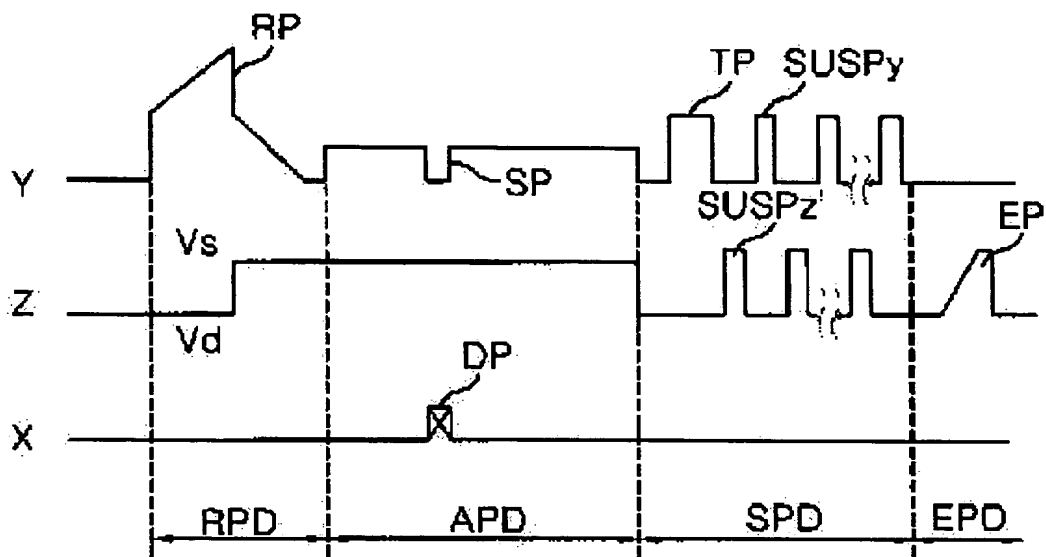 RP
TP SUSPy
Y
SP
SUSPz
Vs
EP
Z
Vd
DP
X
RPD APD SPD EPD